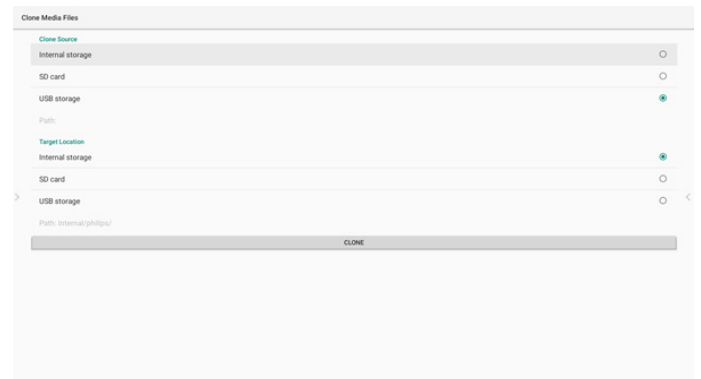 Clone Media Files
Clone Source
Internal storage
SD card
USB storage
Path:
Target Location
Internal storage
SD card
USB storage
Path: internal/philips/
CLONE